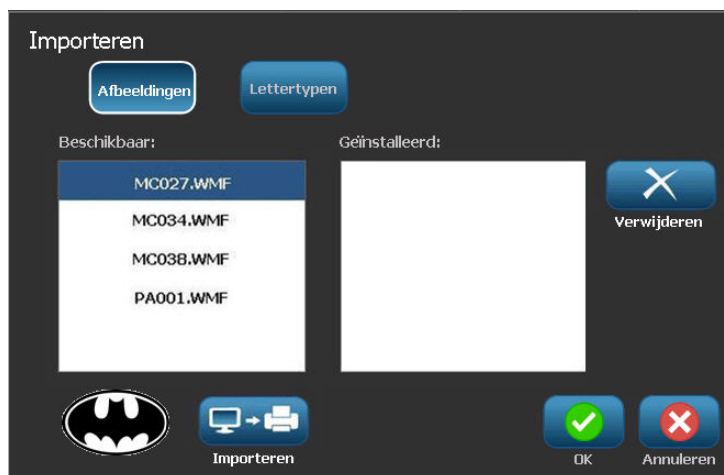 Importeren
Afbeeldingen
Lettertypen
Beschikbaar:
Geïnstalleerd:
MC027.WMF
MC034.WMF
MC038.WMF
PA001.WMF
Verwijderen
Importeren
OK
Annuleren